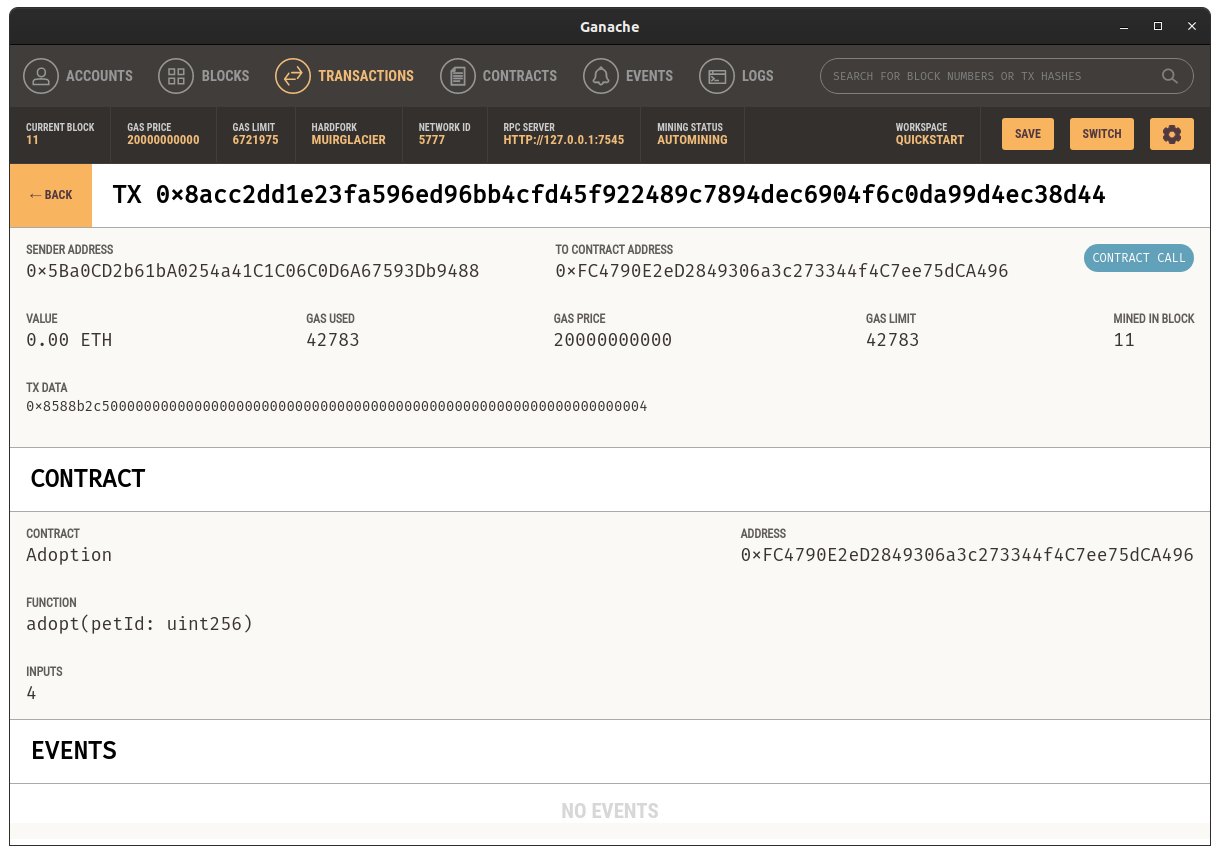 Ganache
ACCOUNTS BLOCKS TRANSACTIONS CONTRACTS EVENTS LOGS SEARCH FOR BLOCK NUMBERS OR TX HASHES
CURRENT BLOCK GAS PRICE GAS LIMIT HARDFORK NETWORK ID RPC SERVER MINING STATUS WORKSPACE
11 20000000000 6721975 MUIRGLACIER 5777 HTTP://127.0.0.1:7545 AUTOMINING QUICKSTART SAVE SWITCH
← BACK TX 0×8acc2dd1e23fa596ed96bb4cfd45f922489c7894dec6904f6c0da99d4ec38d44
SENDER ADDRESS TO CONTRACT ADDRESS
0×5Ba0CD2b61bA0254a41C1C06C0D6A67593Db9488 0×FC4790E2eD2849306a3c273344f4C7ee75dCA496 CONTRACT CALL
VALUE GAS USED GAS PRICE GAS LIMIT MINED IN BLOCK
0.00 ETH 42783 20000000000 42783 11
TX DATA
0×8588b2c50000000000000000000000000000000000000000000000000000000000000004
CONTRACT
CONTRACT ADDRESS
Adoption 0×FC4790E2eD2849306a3c273344f4C7ee75dCA496
FUNCTION
adopt(petId: uint256)
INPUTS
4
EVENTS
NO EVENTS